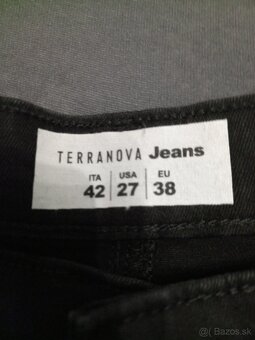 TERRANOVA Jeans
ITA USA EU
42 27 38
© Bazos.sk